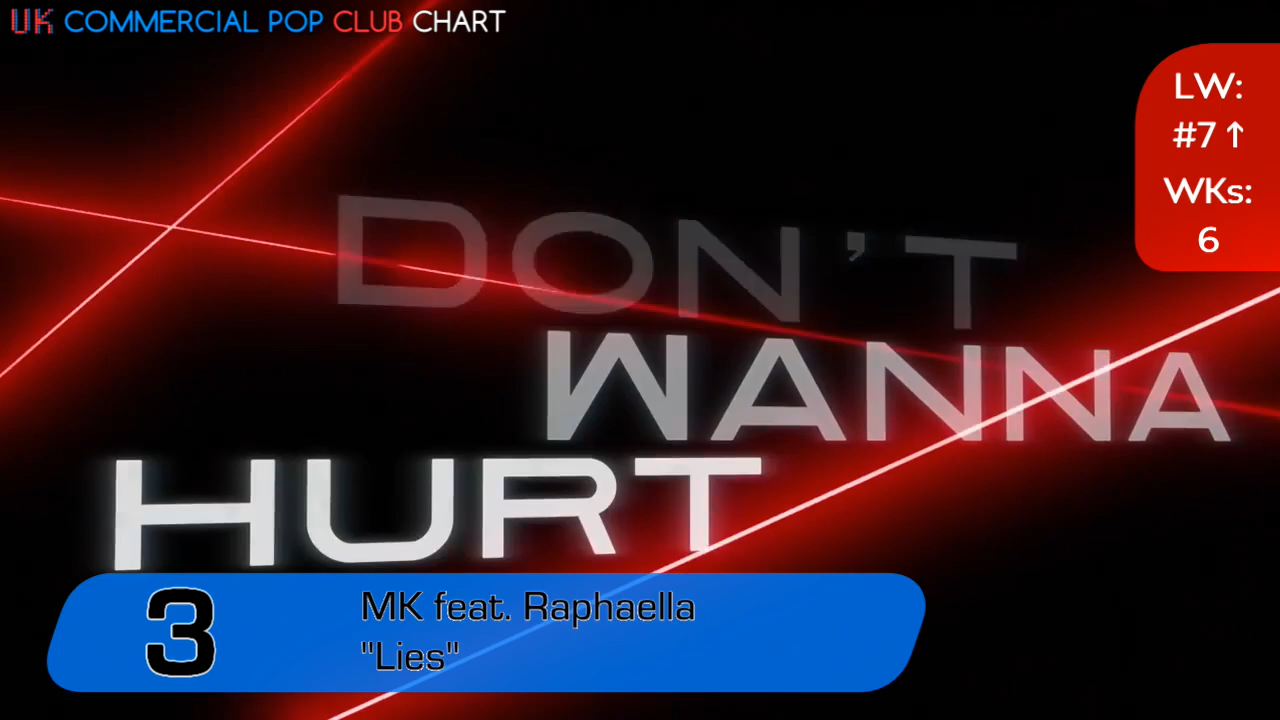 UK COMMERCIAL POP CLUB CHART
LW:
#7↑
WKs:
6
DON'T
WANNA
HURT
3
MK feat. Raphaella
"Lies"